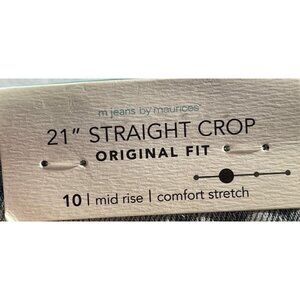 m jeans by maurices
21" STRAIGHT CROP
ORIGINAL FIT
10 | mid rise | comfort stretch